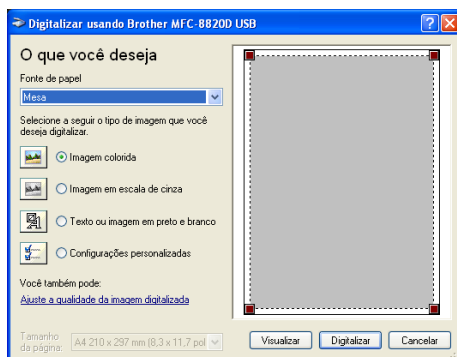 Digitalizar usando Brother MFC-8820D USB
O que você deseja
Fonte de papel
Mesa
Selecione a seguir o tipo de imagem que você
deseja digitalizar.
Imagem colorida
Imagem em escala de cinza
Texto ou imagem em preto e branco
Configurações personalizadas
Você também pode:
Ajuste a qualidade da imagem digitalizada
Tamanho
da página:
A4 210 x 297 mm (8,3 x 11,7 pol
Visualizar
Digitalizar
Cancelar